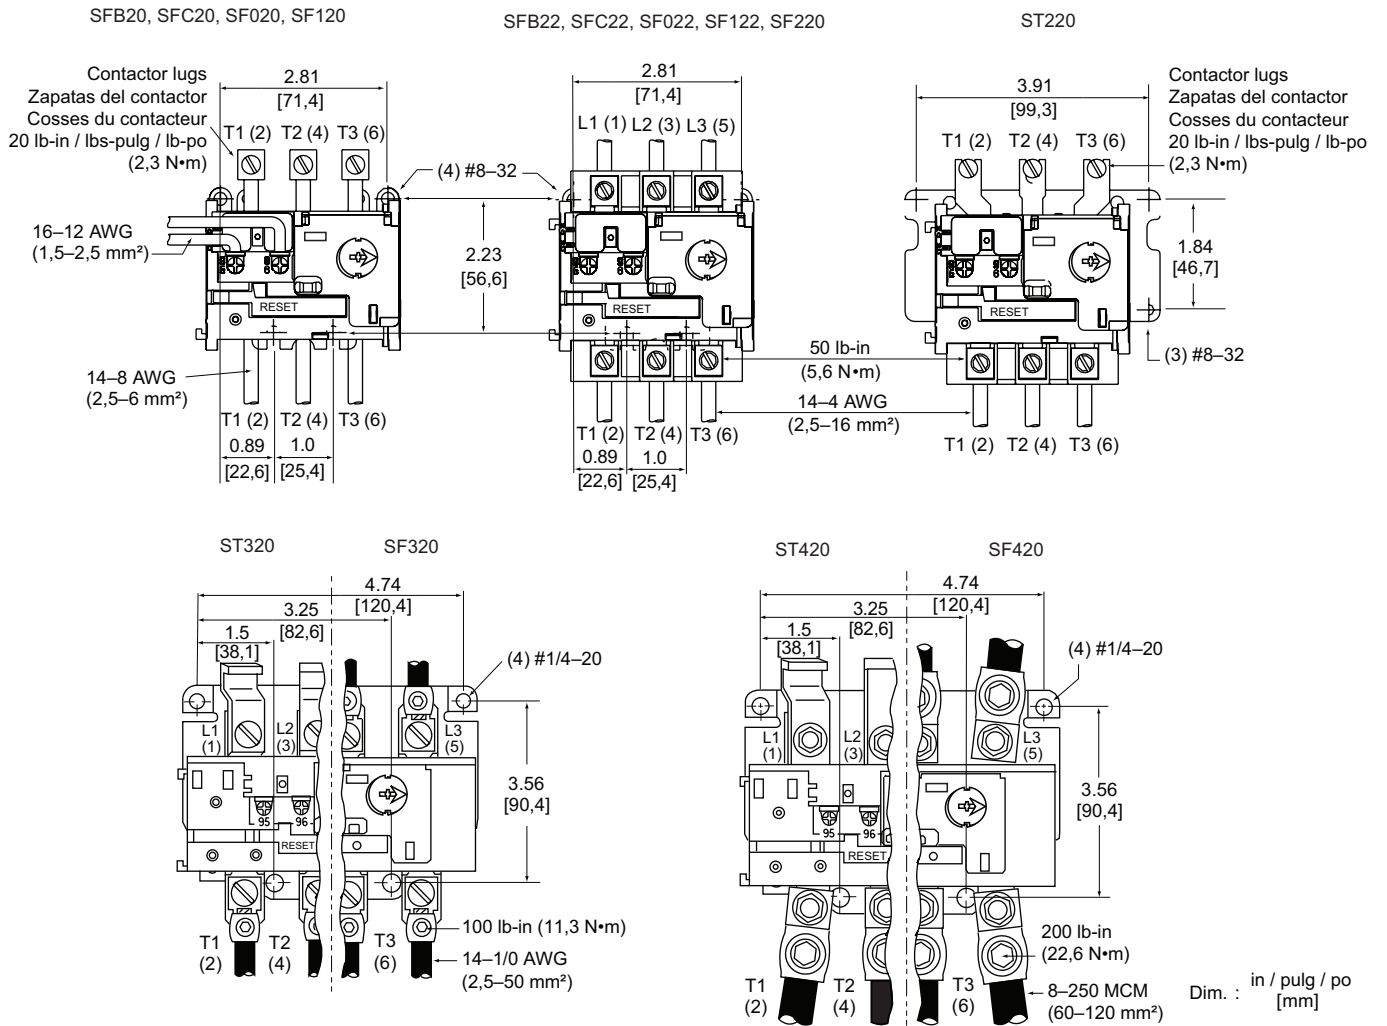 SFB20, SFC20, SF020, SF120
SFB22, SFC22, SF022, SF122, SF220
ST220
Contactor lugs
Zapatas del contactor
Cosses du contacteur
20 lb-in / lbs-pulg / lb-po
(2,3 N•m)
2.81
[71,4]
T1 (2) T2 (4) T3 (6)
(4) #8–32
16–12 AWG
(1,5–2,5 mm²)
RESET
14–8 AWG
(2,5–6 mm²)
T1 (2) T2 (4) T3 (6)
0.89 1.0
[22,6] [25,4]
2.23
[56,6]
2.81
[71,4]
L1 (1) L2 (3) L3 (5)
RESET
T1 (2) T2 (4) T3 (6)
0.89 1.0
[22,6] [25,4]
50 lb-in
(5,6 N•m)
14–4 AWG
(2,5–16 mm²)
3.91
[99,3]
T1 (2) T2 (4) T3 (6)
Contactor lugs
Zapatas del contactor
Cosses du contacteur
20 lb-in / lbs-pulg / lb-po
(2,3 N•m)
1.84
[46,7]
RESET
(3) #8–32
T1 (2) T2 (4) T3 (6)
ST320 SF320
4.74
[120,4]
3.25
[82,6]
1.5
[38,1]
(4) #1/4–20
L1
(1)
L2
(3)
L3
(5)
3.56
[90,4]
95 96
RESET
100 lb-in (11,3 N•m)
T1
(2)
T2
(4)
T3
(6)
14–1/0 AWG
(2,5–50 mm²)
ST420 SF420
4.74
[120,4]
3.25
[82,6]
1.5
[38,1]
(4) #1/4–20
L1
(1)
L2
(3)
L3
(5)
3.56
[90,4]
95 96
RESET
200 lb-in
(22,6 N•m)
T1
(2)
T2
(4)
T3
(6)
8–250 MCM
(60–120 mm²)
Dim. : in / pulg / po
[mm]